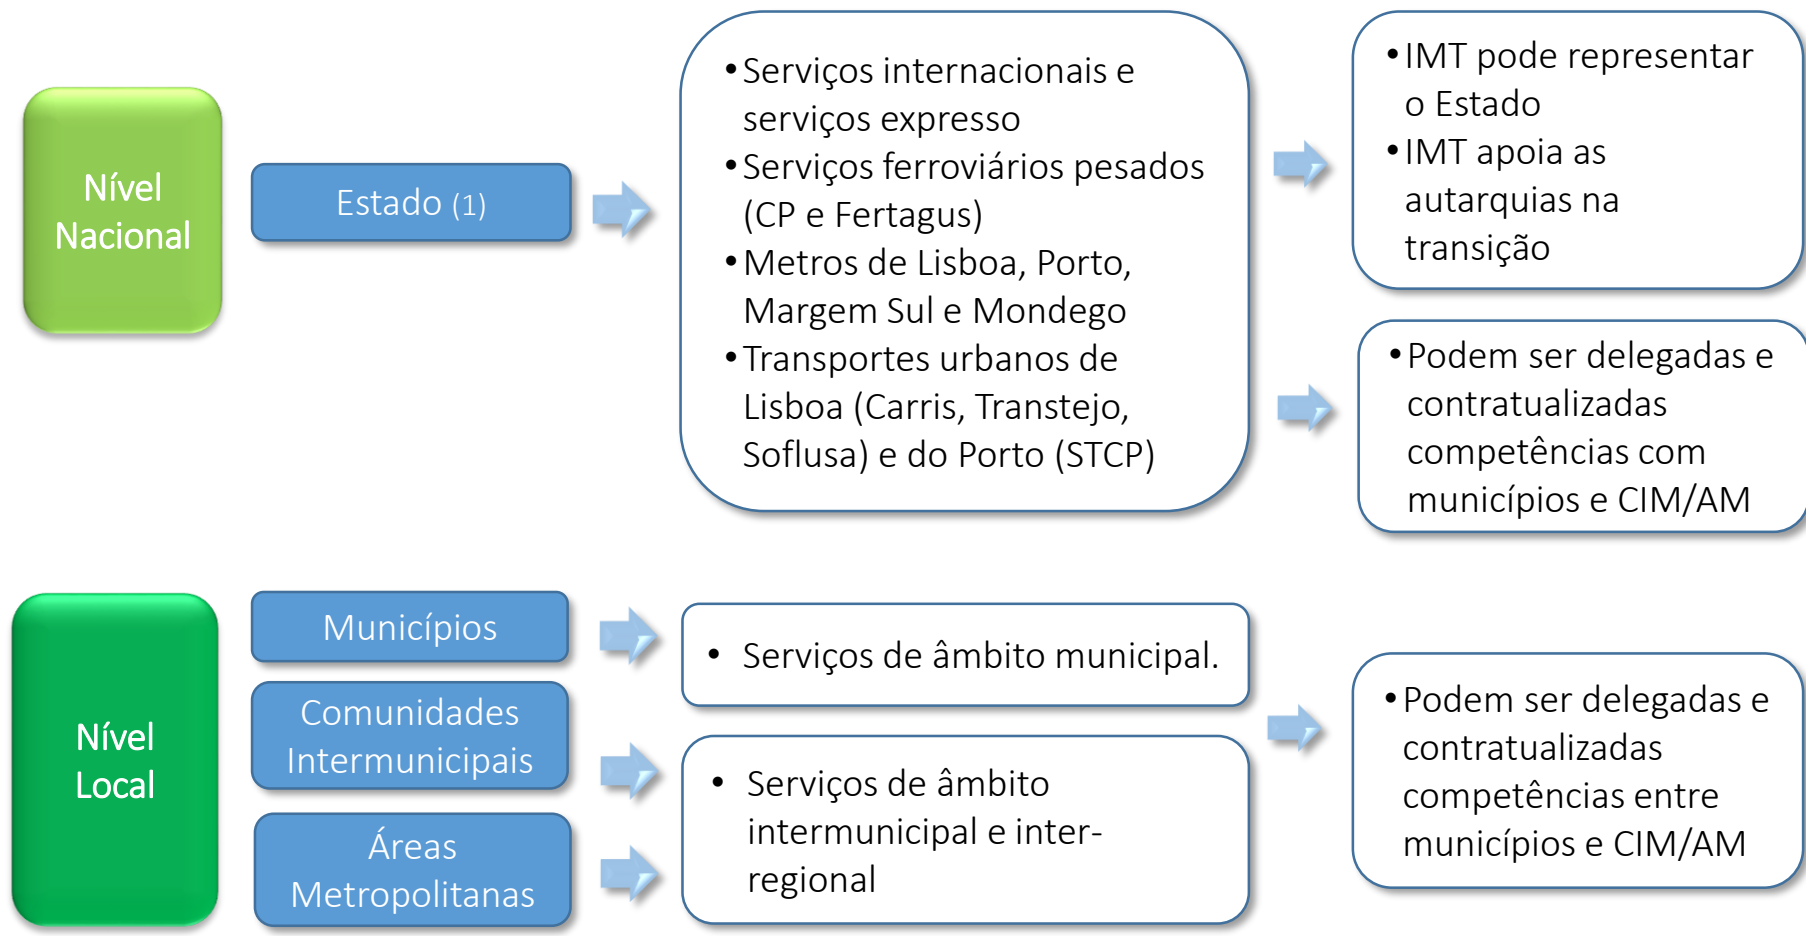 Nível
Nacional
Estado (1)
• Serviços internacionais e
serviços expresso
• Serviços ferroviários pesados
(CP e Fertagus)
• Metros de Lisboa, Porto,
Margem Sul e Mondego
• Transportes urbanos de
Lisboa (Carris, Transtejo,
Soflusa) e do Porto (STCP)
• IMT pode representar
o Estado
• IMT apoia as
autarquias na
transição
• Podem ser delegadas e
contratualizadas
competências com
municípios e CIM/AM
Nível
Local
Municípios
• Serviços de âmbito municipal.
Comunidades
Intermunicipais
Áreas
Metropolitanas
• Serviços de âmbito
intermunicipal e inter-
regional
• Podem ser delegadas e
contratualizadas
competências entre
municípios e CIM/AM